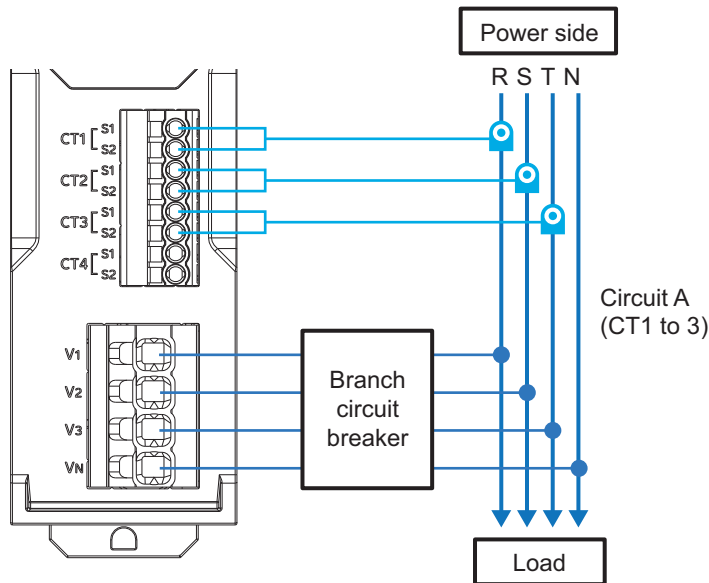 Power side
R S T N
CT1 S1
S2
CT2 S1
S2
CT3 S1
S2
CT4 S1
S2
Circuit A
(CT1 to 3)
V1
V2
V3
VN
Branch
circuit
breaker
Load